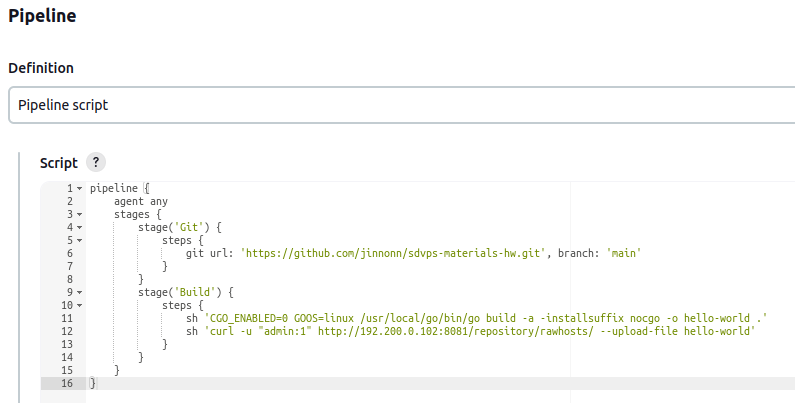 Pipeline
Definition
Pipeline script
Script ?
1 pipeline {
2     agent any
3     stages {
4         stage('Git') {
5             steps {
6                 git url: 'https://github.com/jinnonn/sdvps-materials-hw.git', branch: 'main'
7             }
8         }
9         stage('Build') {
10             steps {
11                 sh 'CGO_ENABLED=0 GOOS=linux /usr/local/go/bin/go build -a -installsuffix nocgo -o hello-world .'
12                 sh 'curl -u "admin:1" http://192.200.0.102:8081/repository/rawhosts/ --upload-file hello-world'
13             }
14         }
15     }
16 }